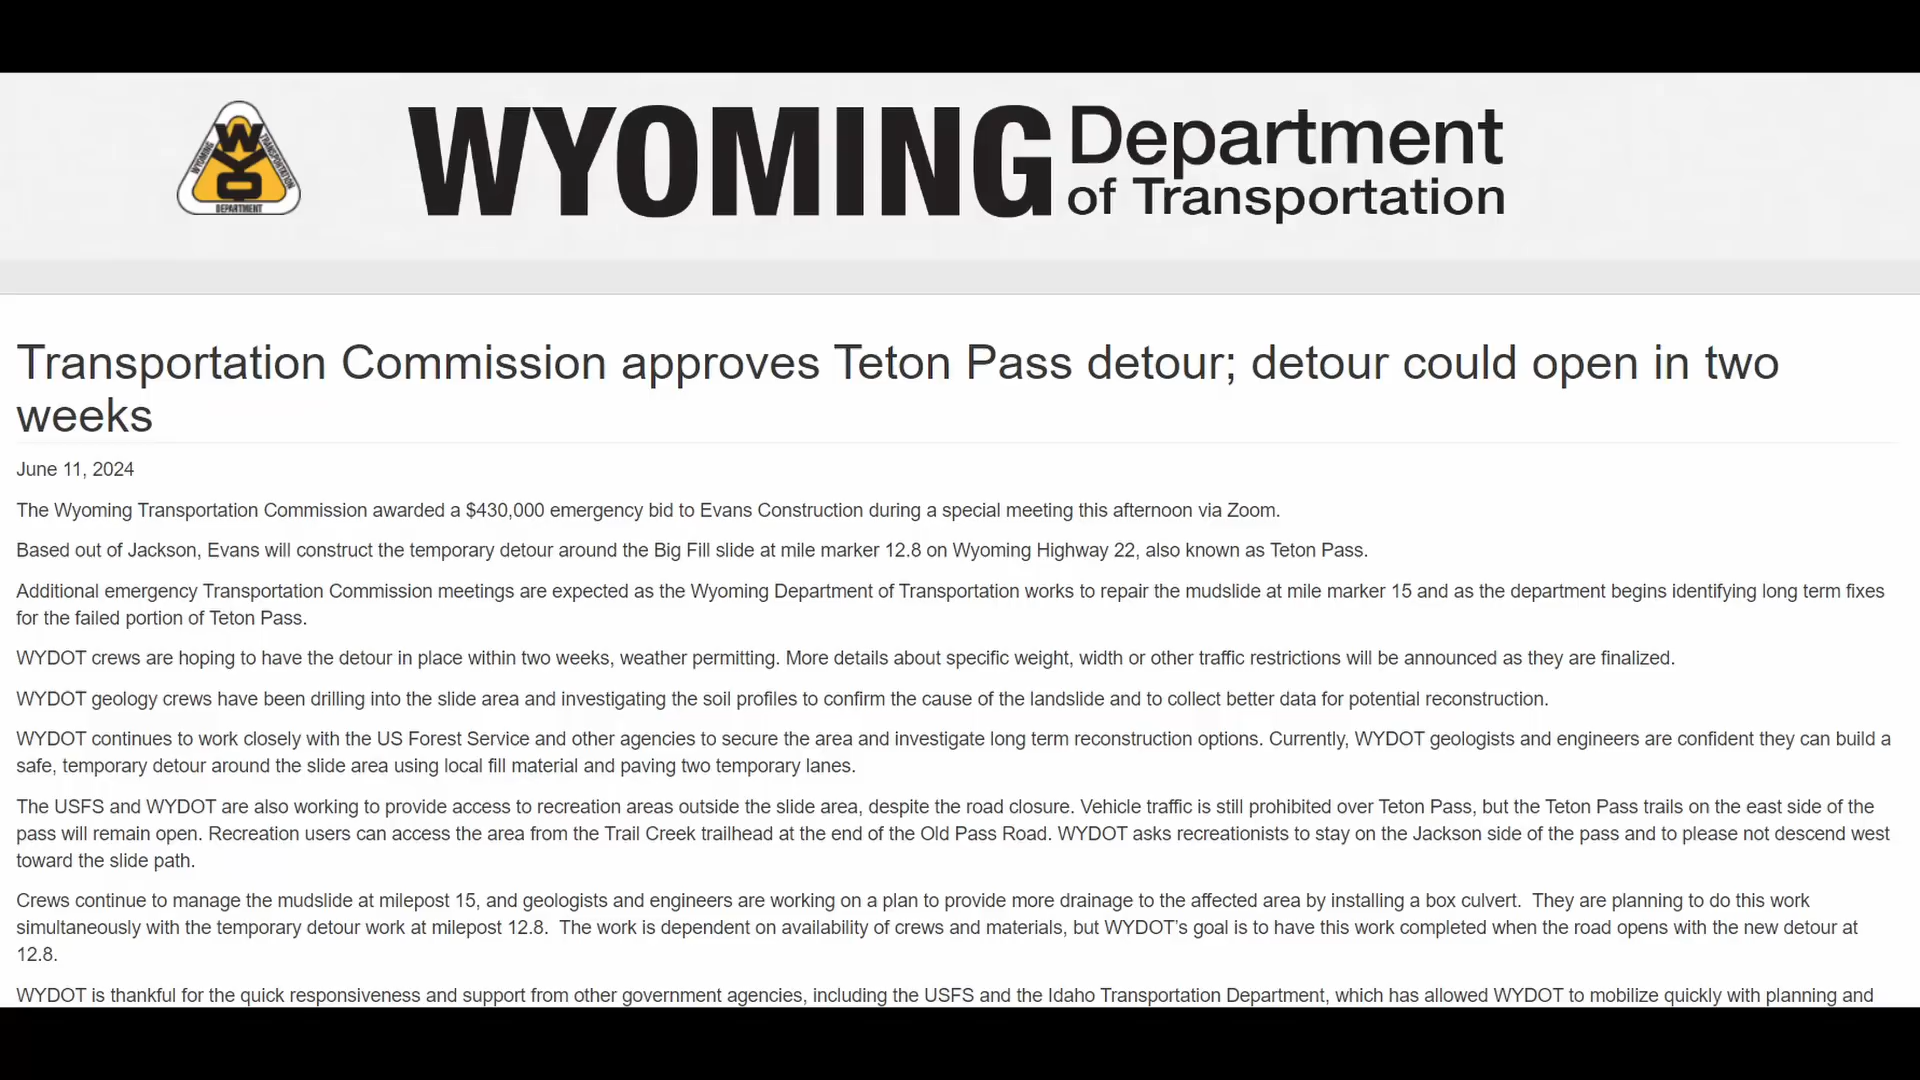 WYO
WYOMING
TRANSPORTATION
DEPARTMENT
WYOMING Department
of Transportation
Transportation Commission approves Teton Pass detour; detour could open in two
weeks
June 11, 2024
The Wyoming Transportation Commission awarded a $430,000 emergency bid to Evans Construction during a special meeting this afternoon via Zoom.
Based out of Jackson, Evans will construct the temporary detour around the Big Fill slide at mile marker 12.8 on Wyoming Highway 22, also known as Teton Pass.
Additional emergency Transportation Commission meetings are expected as the Wyoming Department of Transportation works to repair the mudslide at mile marker 15 and as the department begins identifying long term fixes
for the failed portion of Teton Pass.
WYDOT crews are hoping to have the detour in place within two weeks, weather permitting. More details about specific weight, width or other traffic restrictions will be announced as they are finalized.
WYDOT geology crews have been drilling into the slide area and investigating the soil profiles to confirm the cause of the landslide and to collect better data for potential reconstruction.
WYDOT continues to work closely with the US Forest Service and other agencies to secure the area and investigate long term reconstruction options. Currently, WYDOT geologists and engineers are confident they can build a
safe, temporary detour around the slide area using local fill material and paving two temporary lanes.
The USFS and WYDOT are also working to provide access to recreation areas outside the slide area, despite the road closure. Vehicle traffic is still prohibited over Teton Pass, but the Teton Pass trails on the east side of the
pass will remain open. Recreation users can access the area from the Trail Creek trailhead at the end of the Old Pass Road. WYDOT asks recreationists to stay on the Jackson side of the pass and to please not descend west
toward the slide path.
Crews continue to manage the mudslide at milepost 15, and geologists and engineers are working on a plan to provide more drainage to the affected area by installing a box culvert.  They are planning to do this work
simultaneously with the temporary detour work at milepost 12.8.  The work is dependent on availability of crews and materials, but WYDOT's goal is to have this work completed when the road opens with the new detour at
12.8.
WYDOT is thankful for the quick responsiveness and support from other government agencies, including the USFS and the Idaho Transportation Department, which has allowed WYDOT to mobilize quickly with planning and